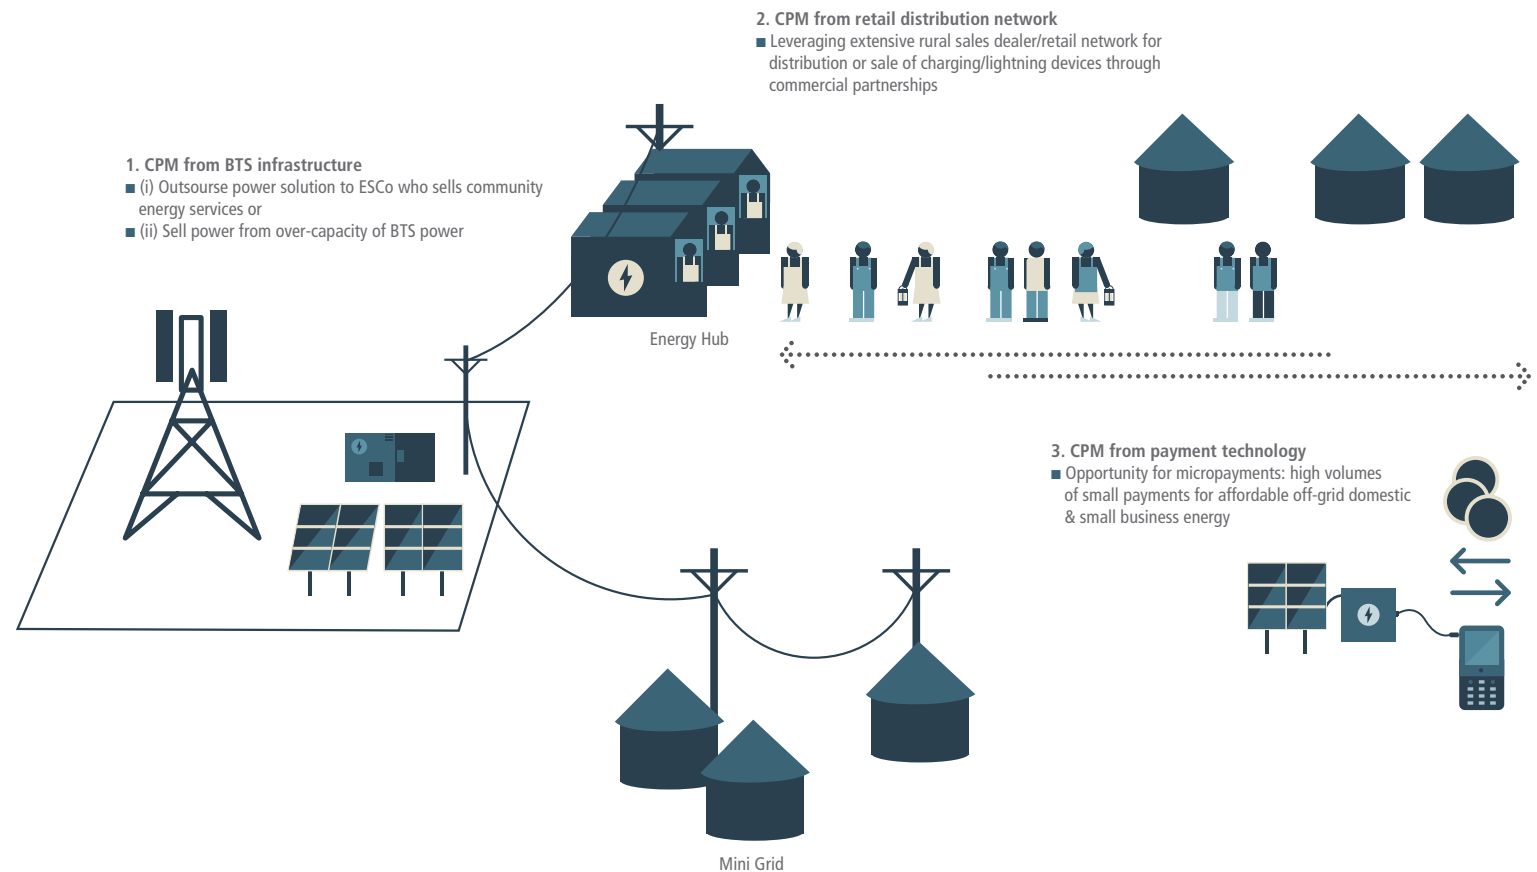 2. CPM from retail distribution network
■ Leveraging extensive rural sales dealer/retail network for
distribution or sale of charging/lightning devices through
commercial partnerships
1. CPM from BTS infrastructure
■ (i) Outsourse power solution to ESCo who sells community
energy services or
■ (ii) Sell power from over-capacity of BTS power
Energy Hub
3. CPM from payment technology
■ Opportunity for micropayments: high volumes
of small payments for affordable off-grid domestic
& small business energy
Mini Grid